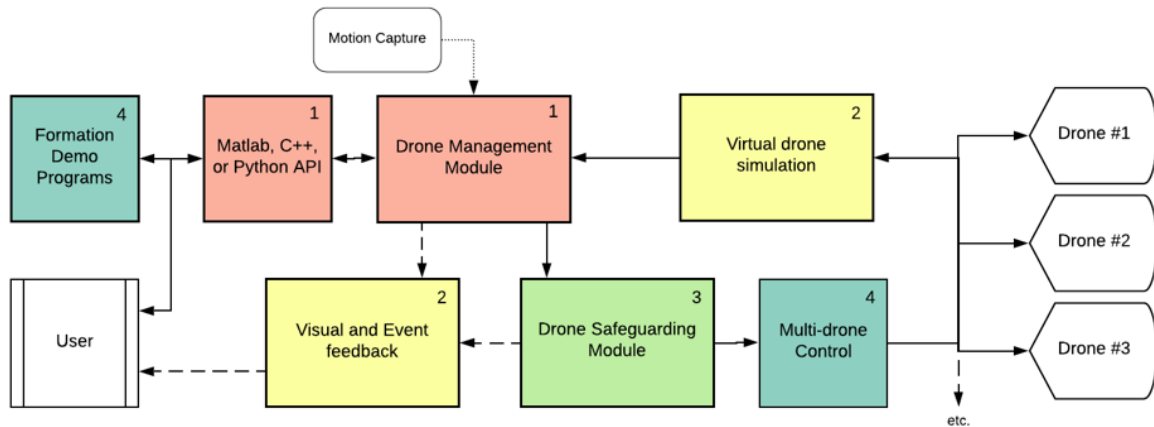 Motion Capture
4
Formation
Demo
Programs
1
Matlab, C++,
or Python API
1
Drone Management
Module
2
Virtual drone
simulation
Drone #1
Drone #2
Drone #3
User
2
Visual and Event
feedback
3
Drone Safeguarding
Module
4
Multi-drone
Control
etc.